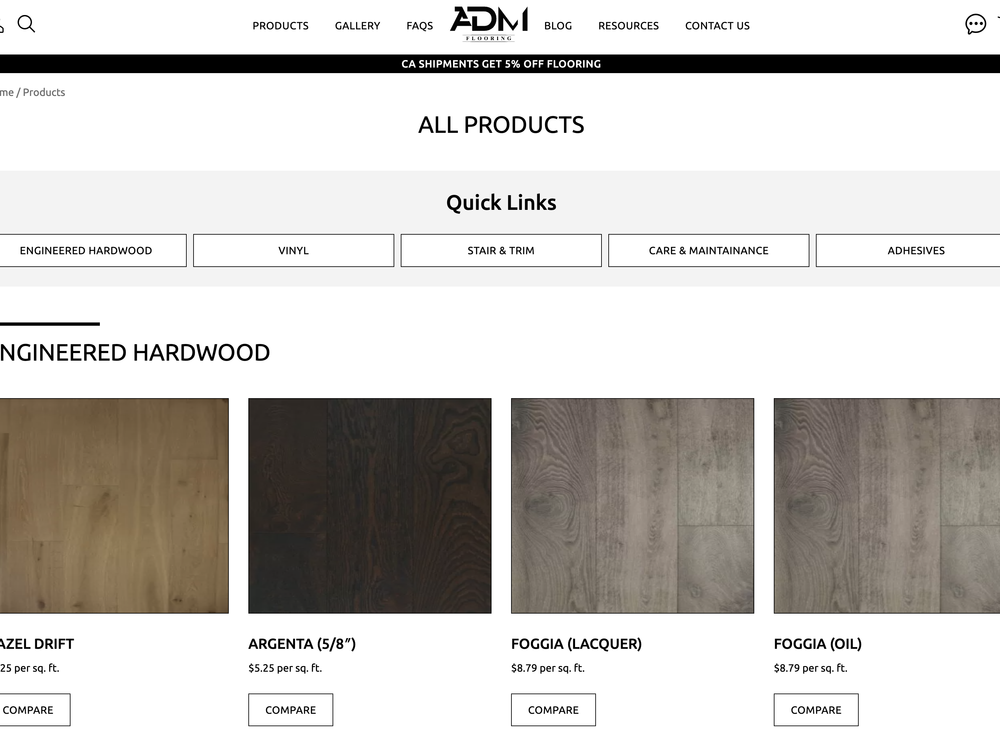 PRODUCTS GALLERY FAQS ADM FLOORING BLOG RESOURCES CONTACT US
CA SHIPMENTS GET 5% OFF FLOORING
me / Products
ALL PRODUCTS
Quick Links
ENGINEERED HARDWOOD VINYL STAIR & TRIM CARE & MAINTAINANCE ADHESIVES
NGINEERED HARDWOOD
AZEL DRIFT ARGENTA (5/8″) FOGGIA (LACQUER) FOGGIA (OIL)
25 per sq. ft. $5.25 per sq. ft. $8.79 per sq. ft. $8.79 per sq. ft.
COMPARE COMPARE COMPARE COMPARE